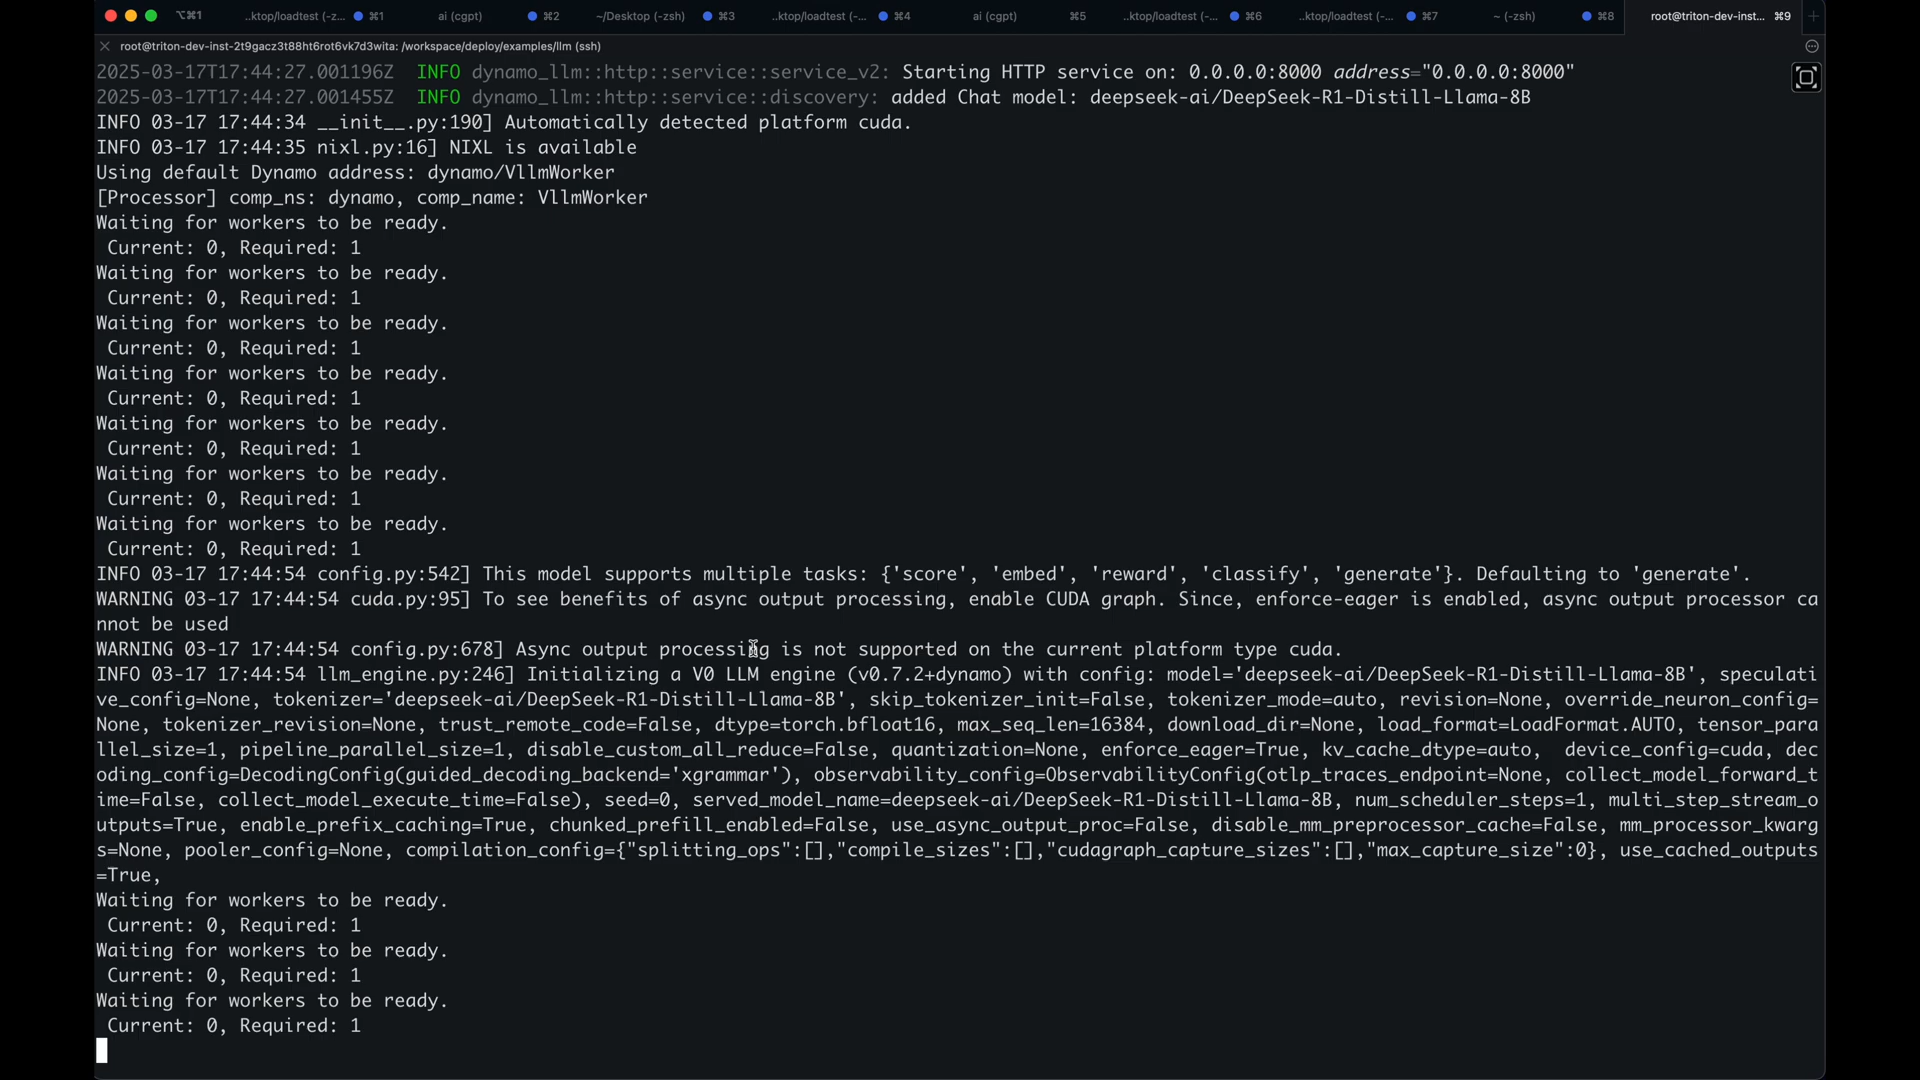 ⌥⌘1 ..ktop/loadtest (-z... ⌘1 ai (cgpt) ⌘2 ~/Desktop (-zsh) ⌘3 ..ktop/loadtest (-... ⌘4 ai (cgpt) ⌘5 ..ktop/loadtest (-... ⌘6 ..ktop/loadtest (-... ⌘7 ~ (-zsh) ⌘8 root@triton-dev-inst... ⌘9
root@triton-dev-inst-2t9gacz3t88ht6rot6vk7d3wita: /workspace/deploy/examples/llm (ssh)
2025-03-17T17:44:27.001196Z  INFO dynamo_llm::http::service::service_v2: Starting HTTP service on: 0.0.0.0:8000 address="0.0.0.0:8000"
2025-03-17T17:44:27.001455Z  INFO dynamo_llm::http::service::discovery: added Chat model: deepseek-ai/DeepSeek-R1-Distill-Llama-8B
INFO 03-17 17:44:34 __init__.py:190] Automatically detected platform cuda.
INFO 03-17 17:44:35 nixl.py:16] NIXL is available
Using default Dynamo address: dynamo/VllmWorker
[Processor] comp_ns: dynamo, comp_name: VllmWorker
Waiting for workers to be ready.
 Current: 0, Required: 1
Waiting for workers to be ready.
 Current: 0, Required: 1
Waiting for workers to be ready.
 Current: 0, Required: 1
Waiting for workers to be ready.
 Current: 0, Required: 1
Waiting for workers to be ready.
 Current: 0, Required: 1
Waiting for workers to be ready.
 Current: 0, Required: 1
Waiting for workers to be ready.
 Current: 0, Required: 1
INFO 03-17 17:44:54 config.py:542] This model supports multiple tasks: {'score', 'embed', 'reward', 'classify', 'generate'}. Defaulting to 'generate'.
WARNING 03-17 17:44:54 cuda.py:95] To see benefits of async output processing, enable CUDA graph. Since, enforce-eager is enabled, async output processor ca
nnot be used
WARNING 03-17 17:44:54 config.py:678] Async output processing is not supported on the current platform type cuda.
INFO 03-17 17:44:54 llm_engine.py:246] Initializing a V0 LLM engine (v0.7.2+dynamo) with config: model='deepseek-ai/DeepSeek-R1-Distill-Llama-8B', speculati
ve_config=None, tokenizer='deepseek-ai/DeepSeek-R1-Distill-Llama-8B', skip_tokenizer_init=False, tokenizer_mode=auto, revision=None, override_neuron_config=
None, tokenizer_revision=None, trust_remote_code=False, dtype=torch.bfloat16, max_seq_len=16384, download_dir=None, load_format=LoadFormat.AUTO, tensor_para
llel_size=1, pipeline_parallel_size=1, disable_custom_all_reduce=False, quantization=None, enforce_eager=True, kv_cache_dtype=auto,  device_config=cuda, dec
oding_config=DecodingConfig(guided_decoding_backend='xgrammar'), observability_config=ObservabilityConfig(otlp_traces_endpoint=None, collect_model_forward_t
ime=False, collect_model_execute_time=False), seed=0, served_model_name=deepseek-ai/DeepSeek-R1-Distill-Llama-8B, num_scheduler_steps=1, multi_step_stream_o
utputs=True, enable_prefix_caching=True, chunked_prefill_enabled=False, use_async_output_proc=False, disable_mm_preprocessor_cache=False, mm_processor_kwarg
s=None, pooler_config=None, compilation_config={"splitting_ops":[],"compile_sizes":[],"cudagraph_capture_sizes":[],"max_capture_size":0}, use_cached_outputs
=True,
Waiting for workers to be ready.
 Current: 0, Required: 1
Waiting for workers to be ready.
 Current: 0, Required: 1
Waiting for workers to be ready.
 Current: 0, Required: 1